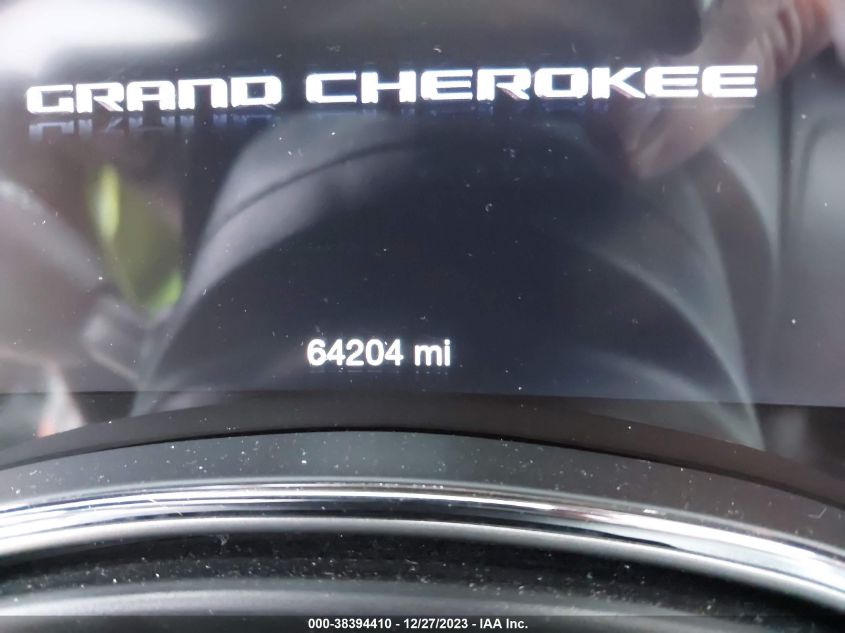 GRAND CHEROKEE
64204 mi
000-38394410 - 12/27/2023 - IAA Inc.